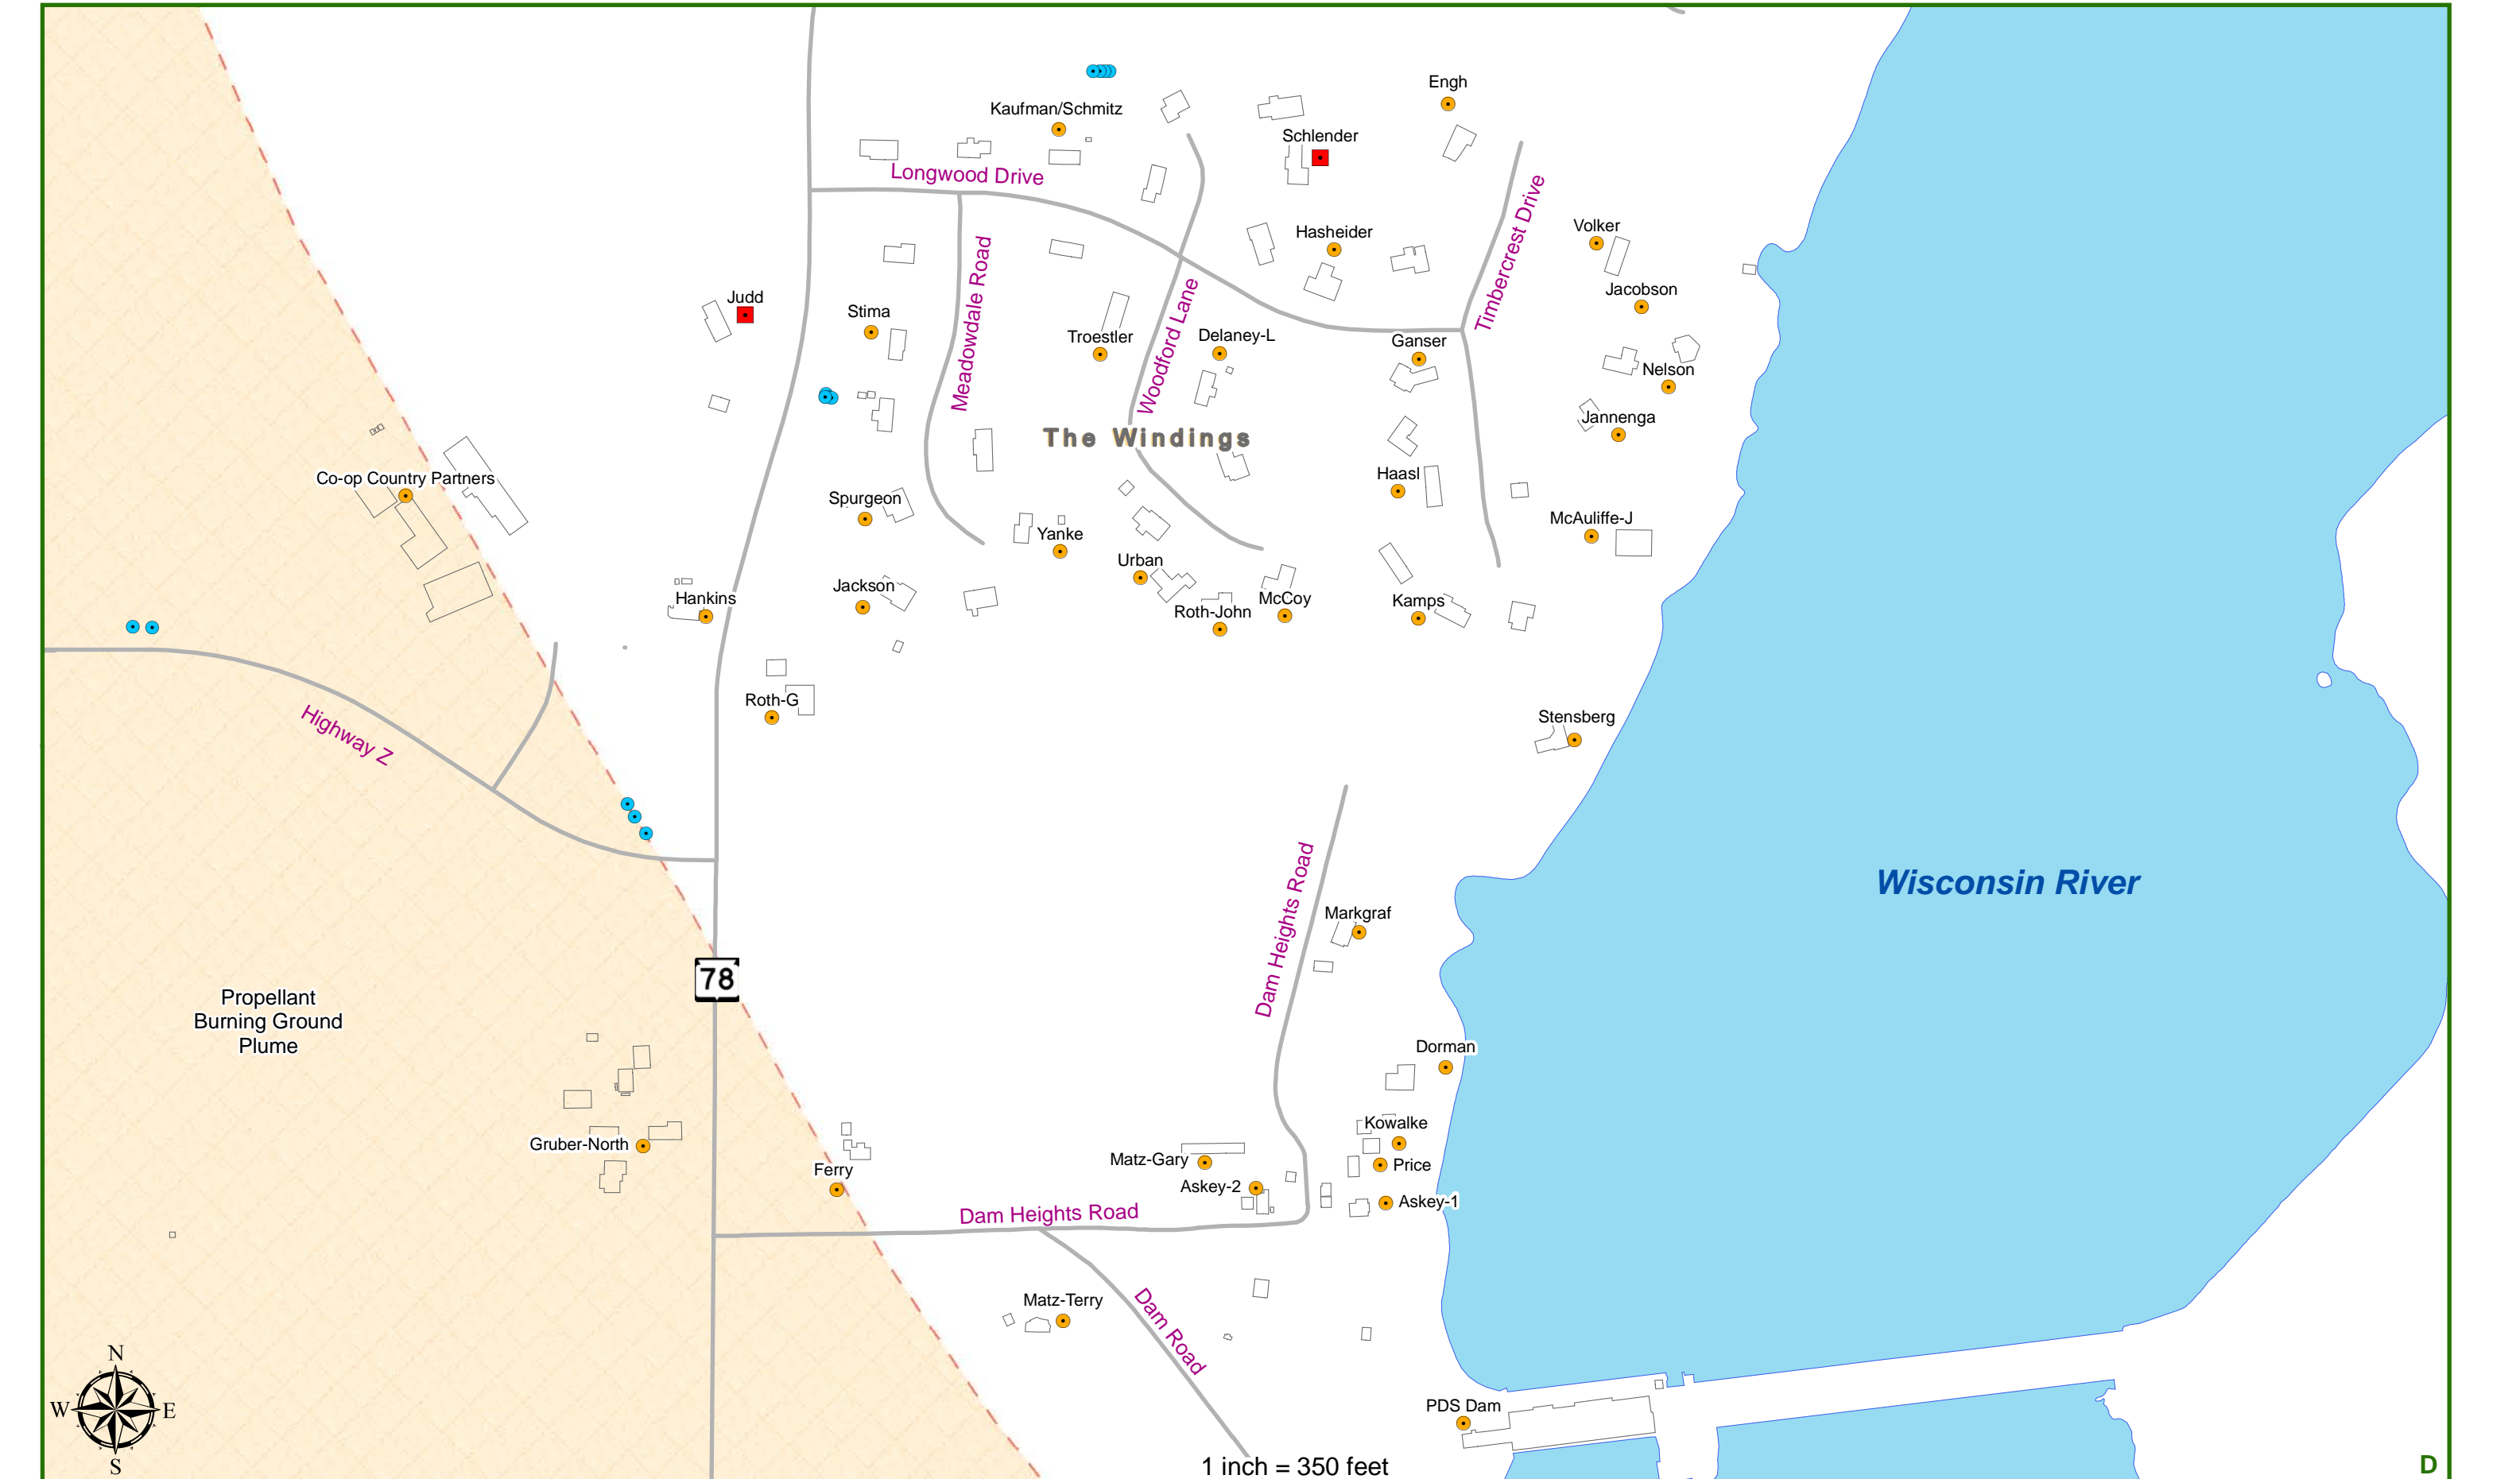 Engh
Kaufman/Schmitz
Schlender
Longwood Drive
Timbercrest Drive
Volker
Hasheider
Meadowdale Road
Woodford Lane
Jacobson
Judd
Stima
Troestler
Delaney-L
Ganser
Nelson
Jannenga
The Windings
Co-op Country Partners
Haasl
Spurgeon
McAuliffe-J
Yanke
Urban
Jackson
Hankins
Roth-John
McCoy
Kamps
Roth-G
Highway Z
Stensberg
Dam Heights Road
Wisconsin River
Markgraf
78
Propellant
Burning Ground
Plume
Dorman
Kowalke
Gruber-North
Matz-Gary
Price
Ferry
Askey-2
Askey-1
Dam Heights Road
Matz-Terry
Dam Road
N
W
E
S
PDS Dam
1 inch = 350 feet
D